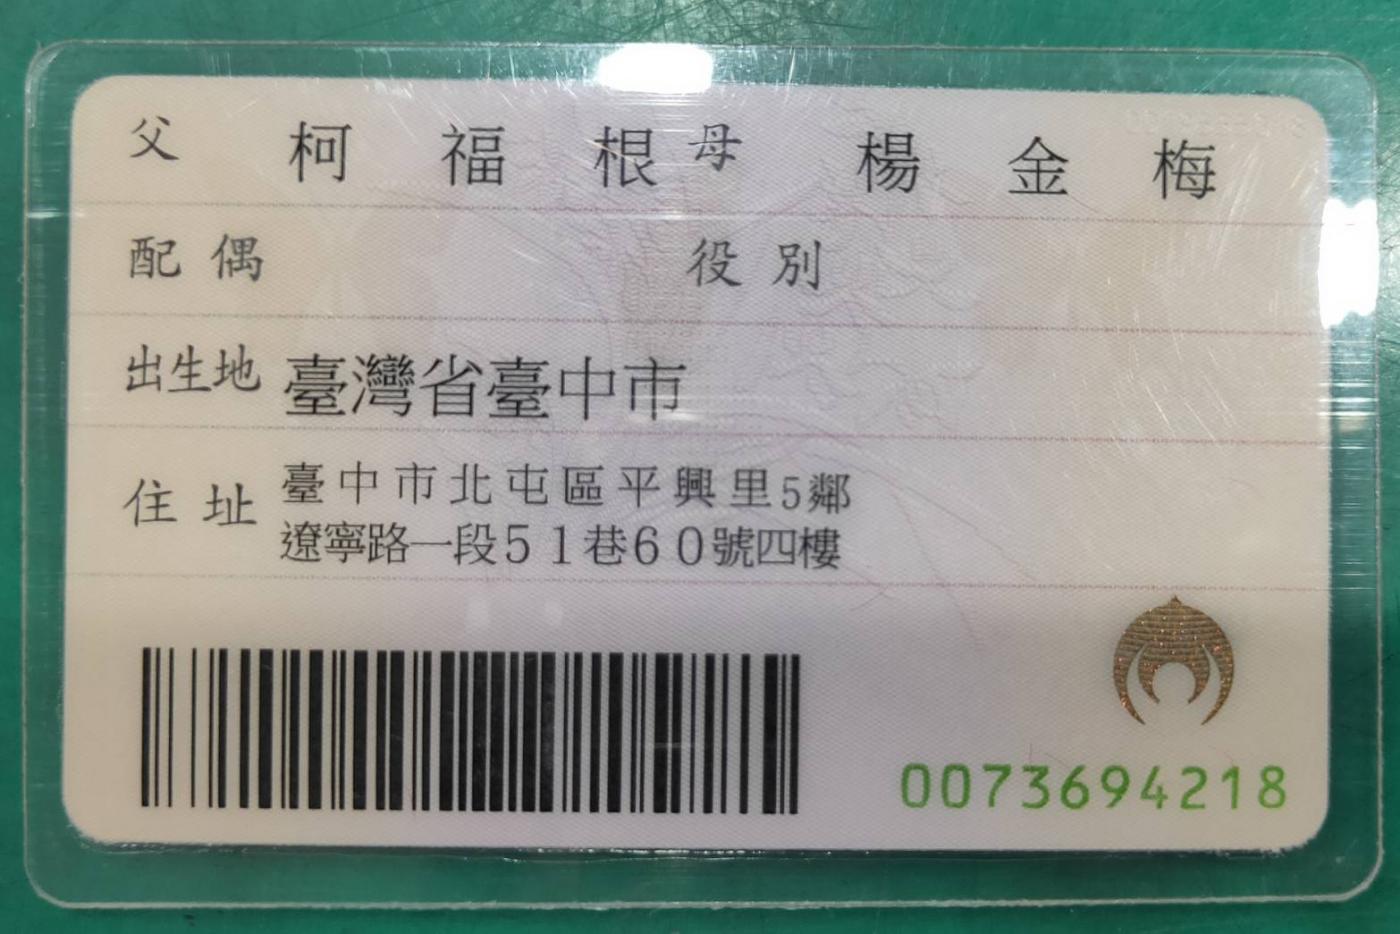 父 柯福根 母 楊金梅
配偶 役別
出生地 臺灣省臺中市
住址 臺中市北屯區平興里5鄰
遼寧路一段51巷60號四樓
0073694218